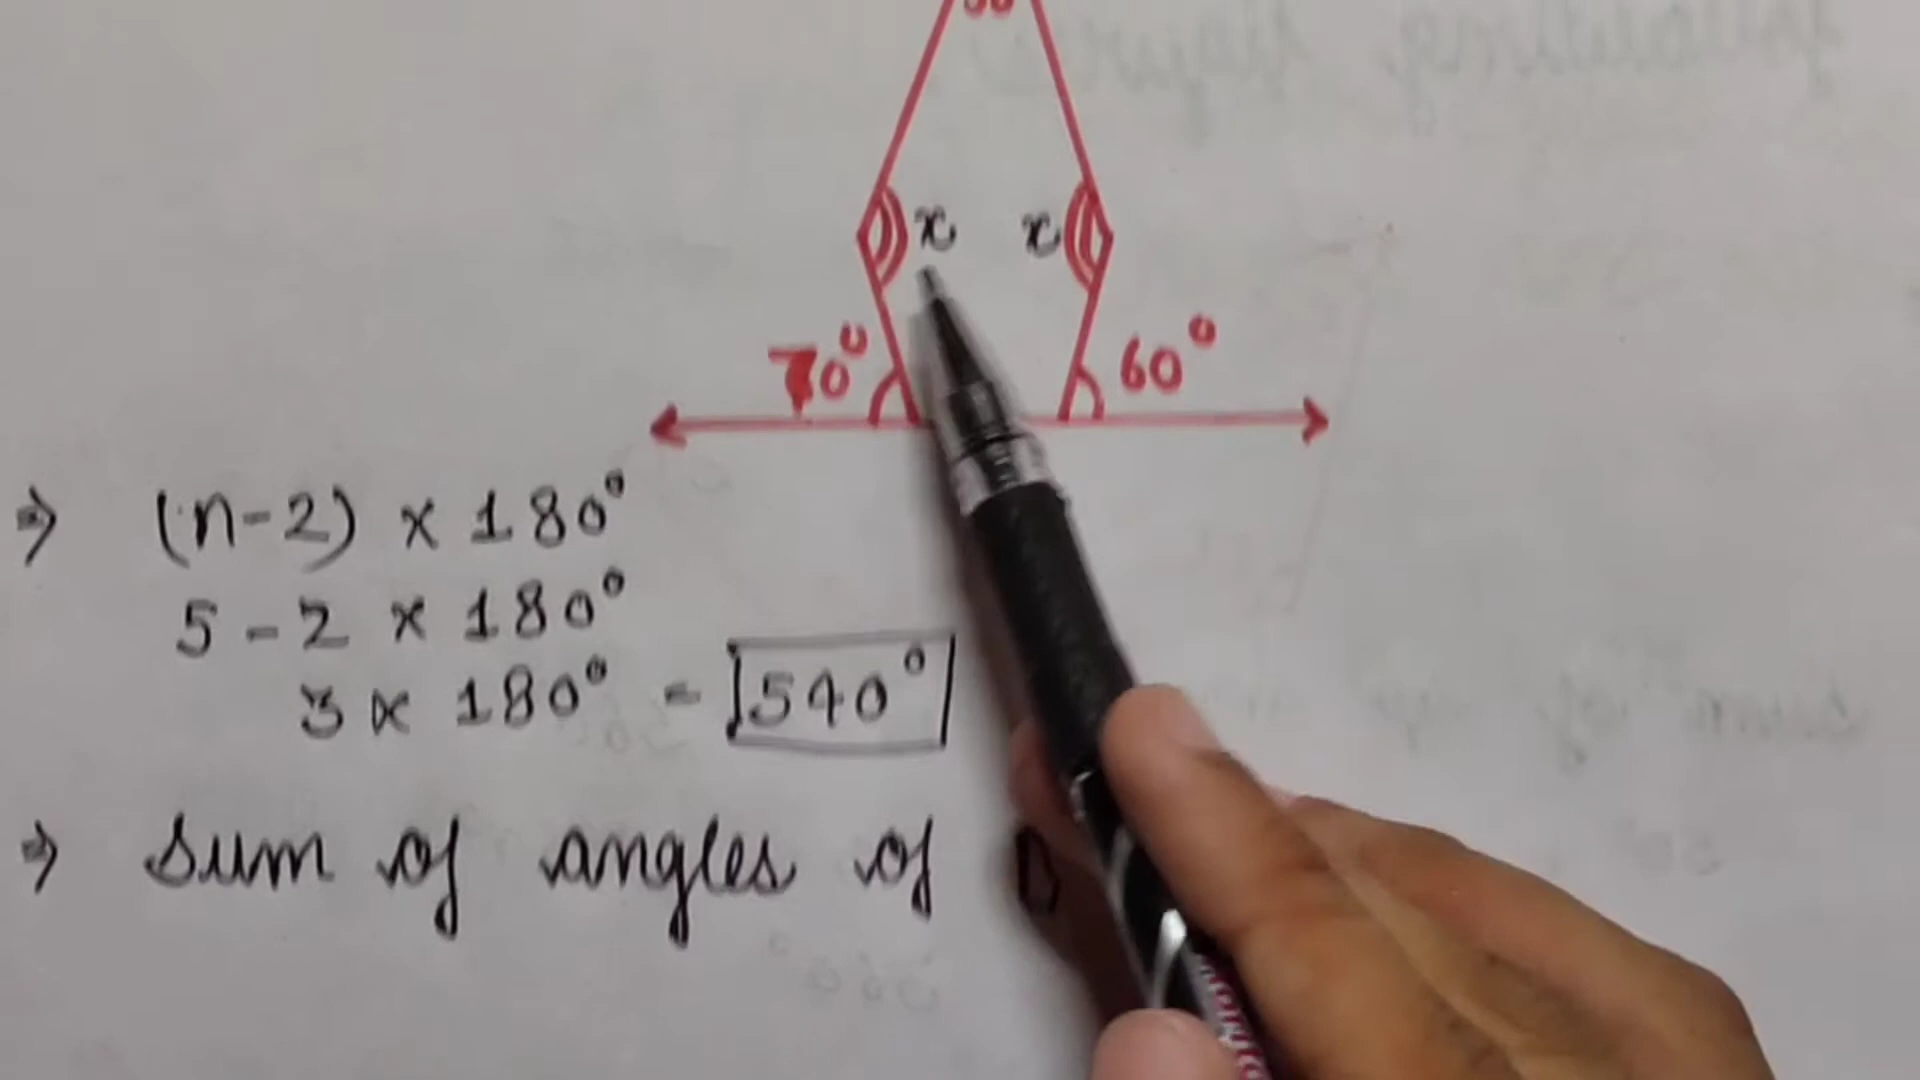 x x
70° 60°
⇒ (n-2) × 180°
5 - 2 × 180°
3 × 180° = 540°
⇒ Sum of angles of